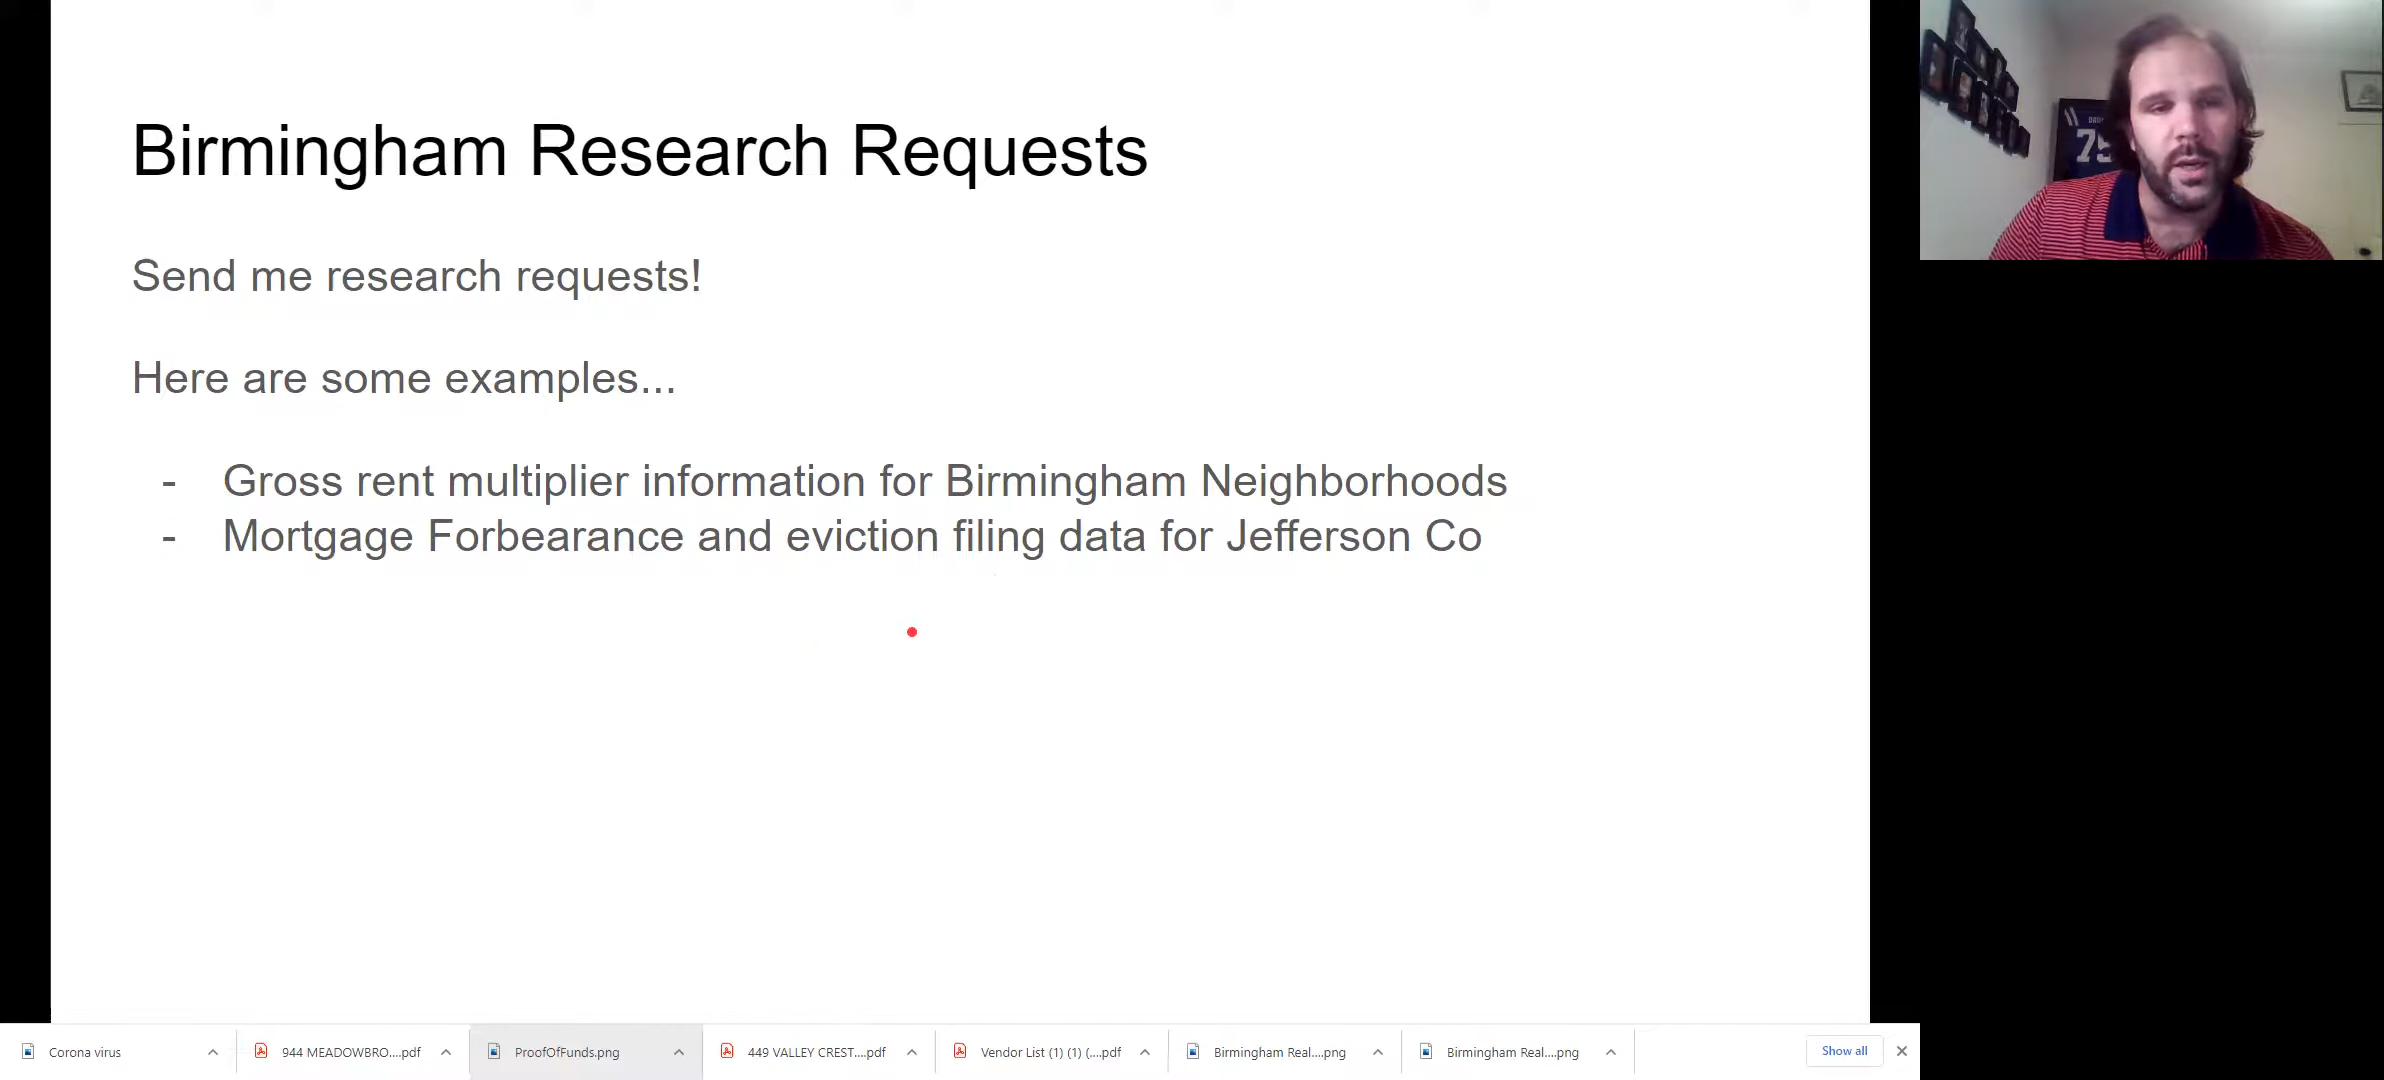 Birmingham Research Requests
Send me research requests!
Here are some examples...
- Gross rent multiplier information for Birmingham Neighborhoods
- Mortgage Forbearance and eviction filing data for Jefferson Co
75
Corona virus
944 MEADOWBRO....pdf
ProofOfFunds.png
449 VALLEY CREST....pdf
Vendor List (1) (1) (....pdf
Birmingham Real....png
Birmingham Real....png
Show all